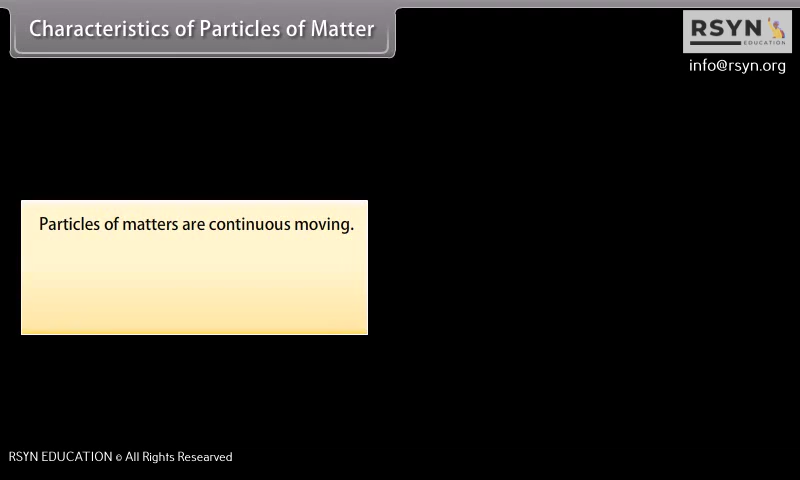 Characteristics of Particles of Matter
RSYN
EDUCATION
info@rsyn.org
Particles of matters are continuous moving.
RSYN EDUCATION © All Rights Researved